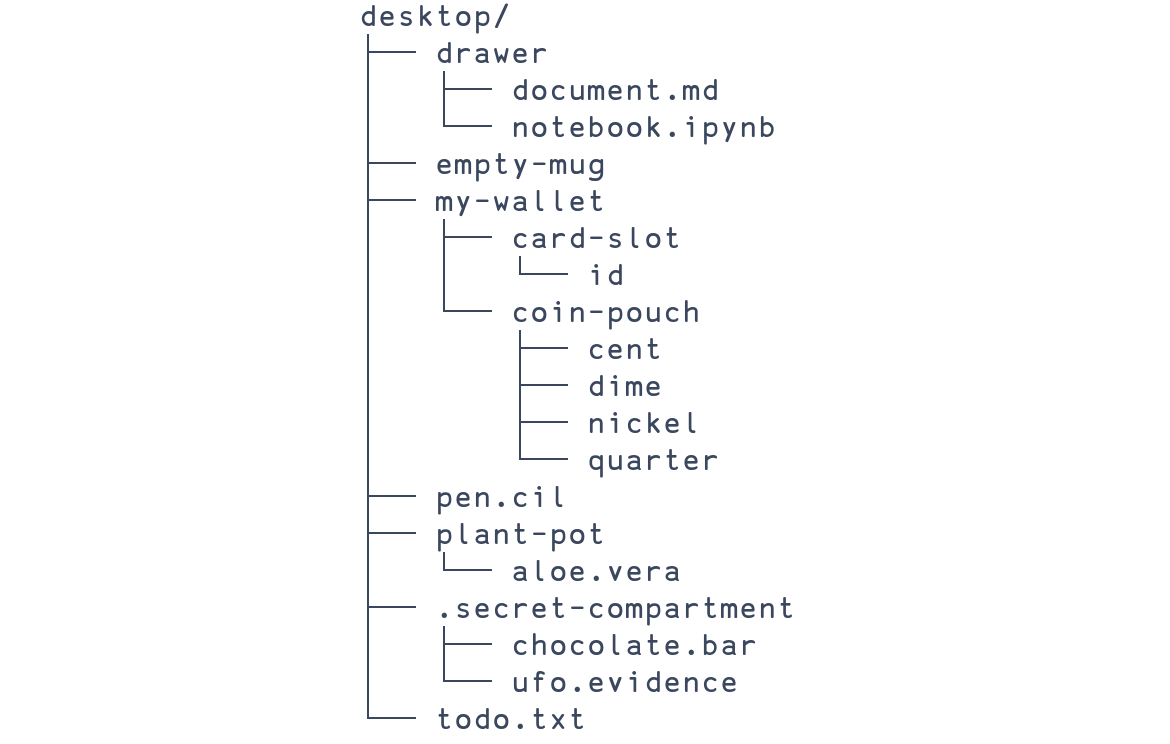 desktop/
drawer
document.md
notebook.ipynb
empty-mug
my-wallet
card-slot
id
coin-pouch
cent
dime
nickel
quarter
pen.cil
plant-pot
aloe.vera
.secret-compartment
chocolate.bar
ufo.evidence
todo.txt